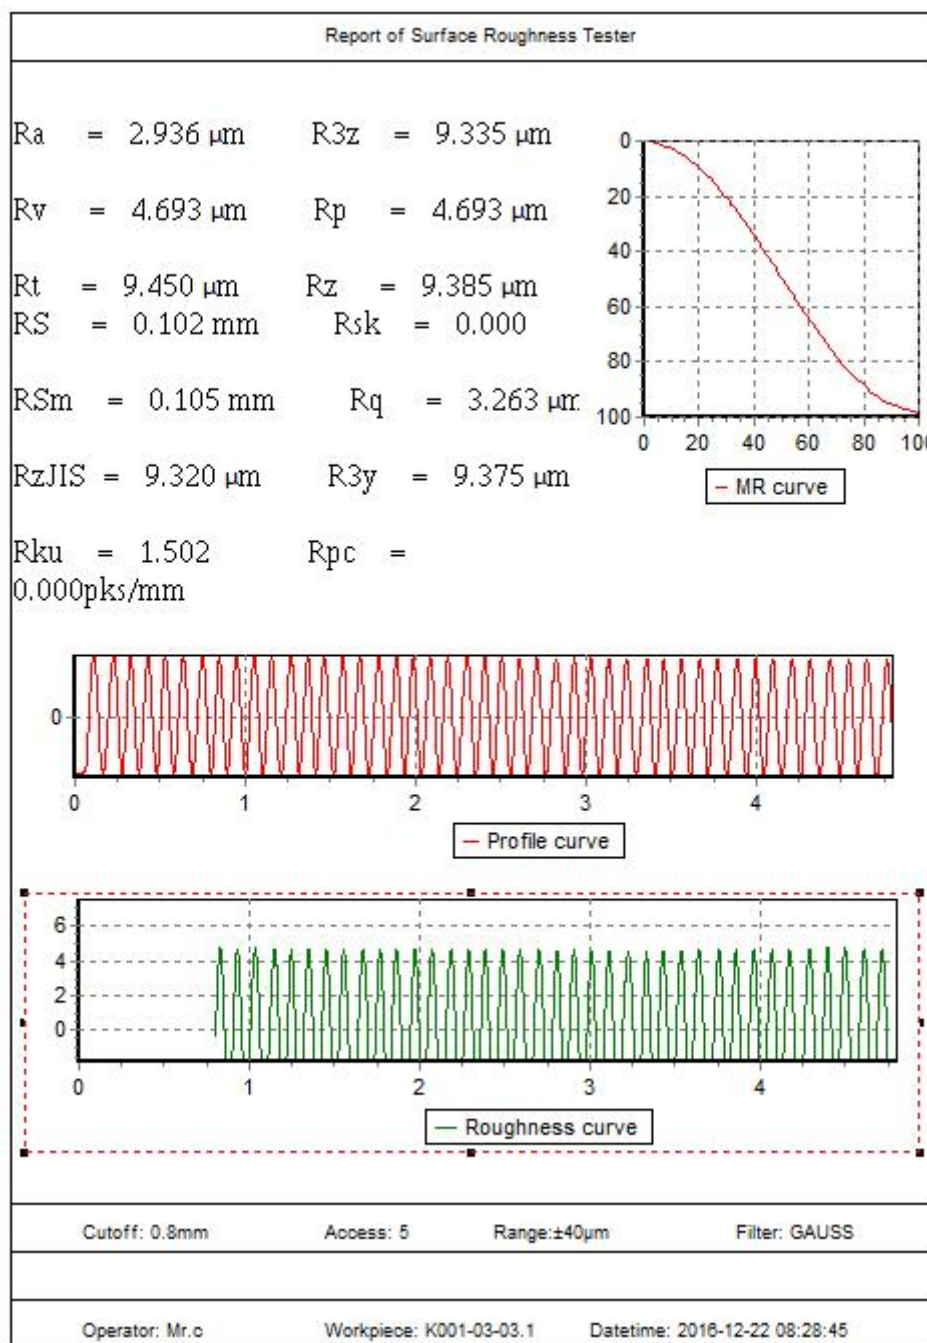 Report of Surface Roughness Tester
Ra = 2.936 μm R3z = 9.335 μm
Rv = 4.693 μm Rp = 4.693 μm
Rt = 9.450 μm Rz = 9.385 μm
RS = 0.102 mm Rsk = 0.000
RSm = 0.105 mm Rq = 3.263 μm
RzJIS = 9.320 μm R3y = 9.375 μm
Rku = 1.502 Rpc =
0.000pks/mm
0
20
40
60
80
100
0 20 40 60 80 100
MR curve
0
0 1 2 3 4
Profile curve
6
4
2
0
0 1 2 3 4
Roughness curve
Cutoff: 0.8mm Access: 5 Range:±40μm Filter: GAUSS
Operator: Mr.c Workpiece: K001-03-03.1 Datetime: 2016-12-22 08:28:45